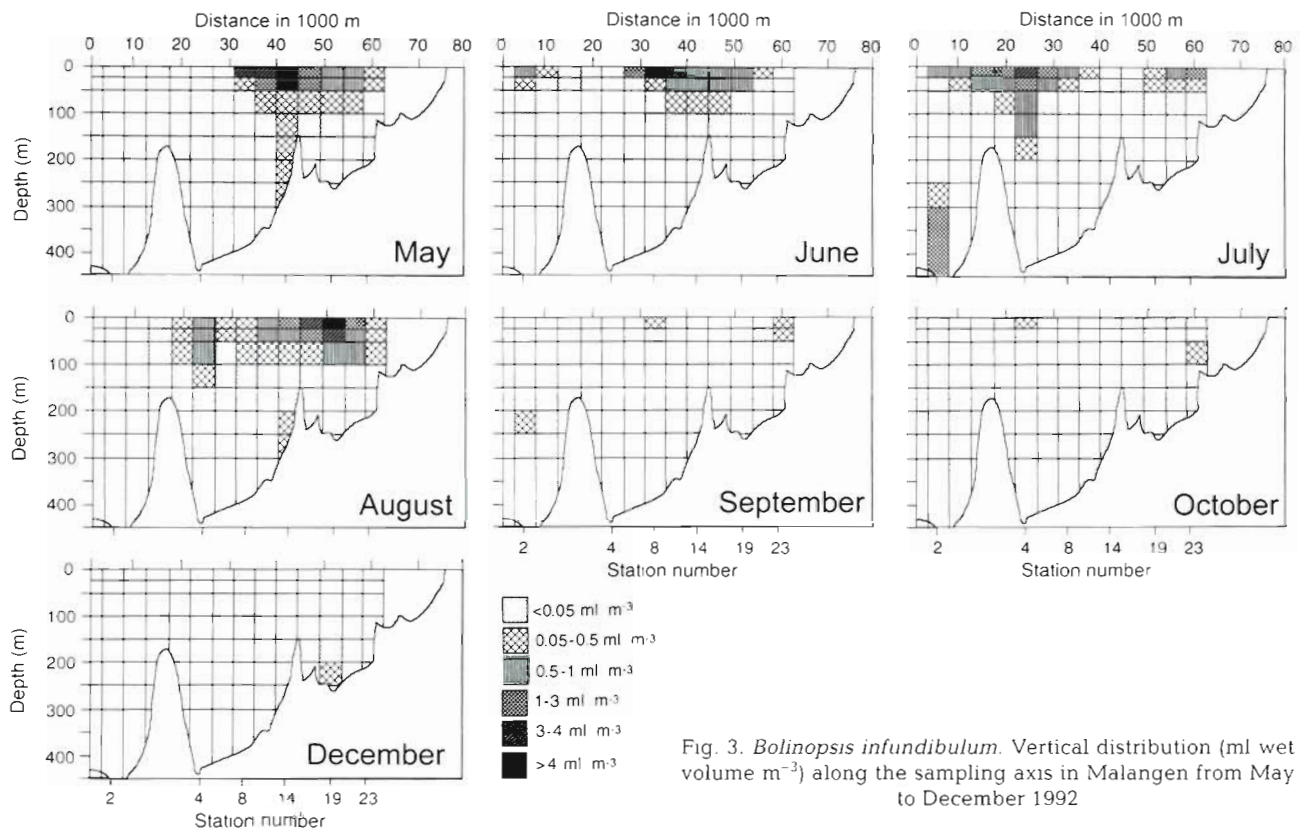 Distance in 1000 m
Distance in 1000 m
Distance in 1000 m
0 10 20 30 40 50 60 70 80
0 10 20 30 40 50 60 70 80
0 10 20 30 40 50 60 70 80
0
100
200
300
400
Depth (m)
May
June
July
0
100
200
300
400
Depth (m)
August
September
October
2 4 8 14 19 23
2 4 8 14 19 23
Station number
Station number
0
100
200
300
400
Depth (m)
December
2 4 8 14 19 23
Station number
<0.05 ml m-3
0.05-0.5 ml m-3
0.5-1 ml m-3
1-3 ml m-3
3-4 ml m-3
>4 ml m-3
Fig. 3. Bolinopsis infundibulum. Vertical distribution (ml wet
volume m−3) along the sampling axis in Malangen from May
to December 1992